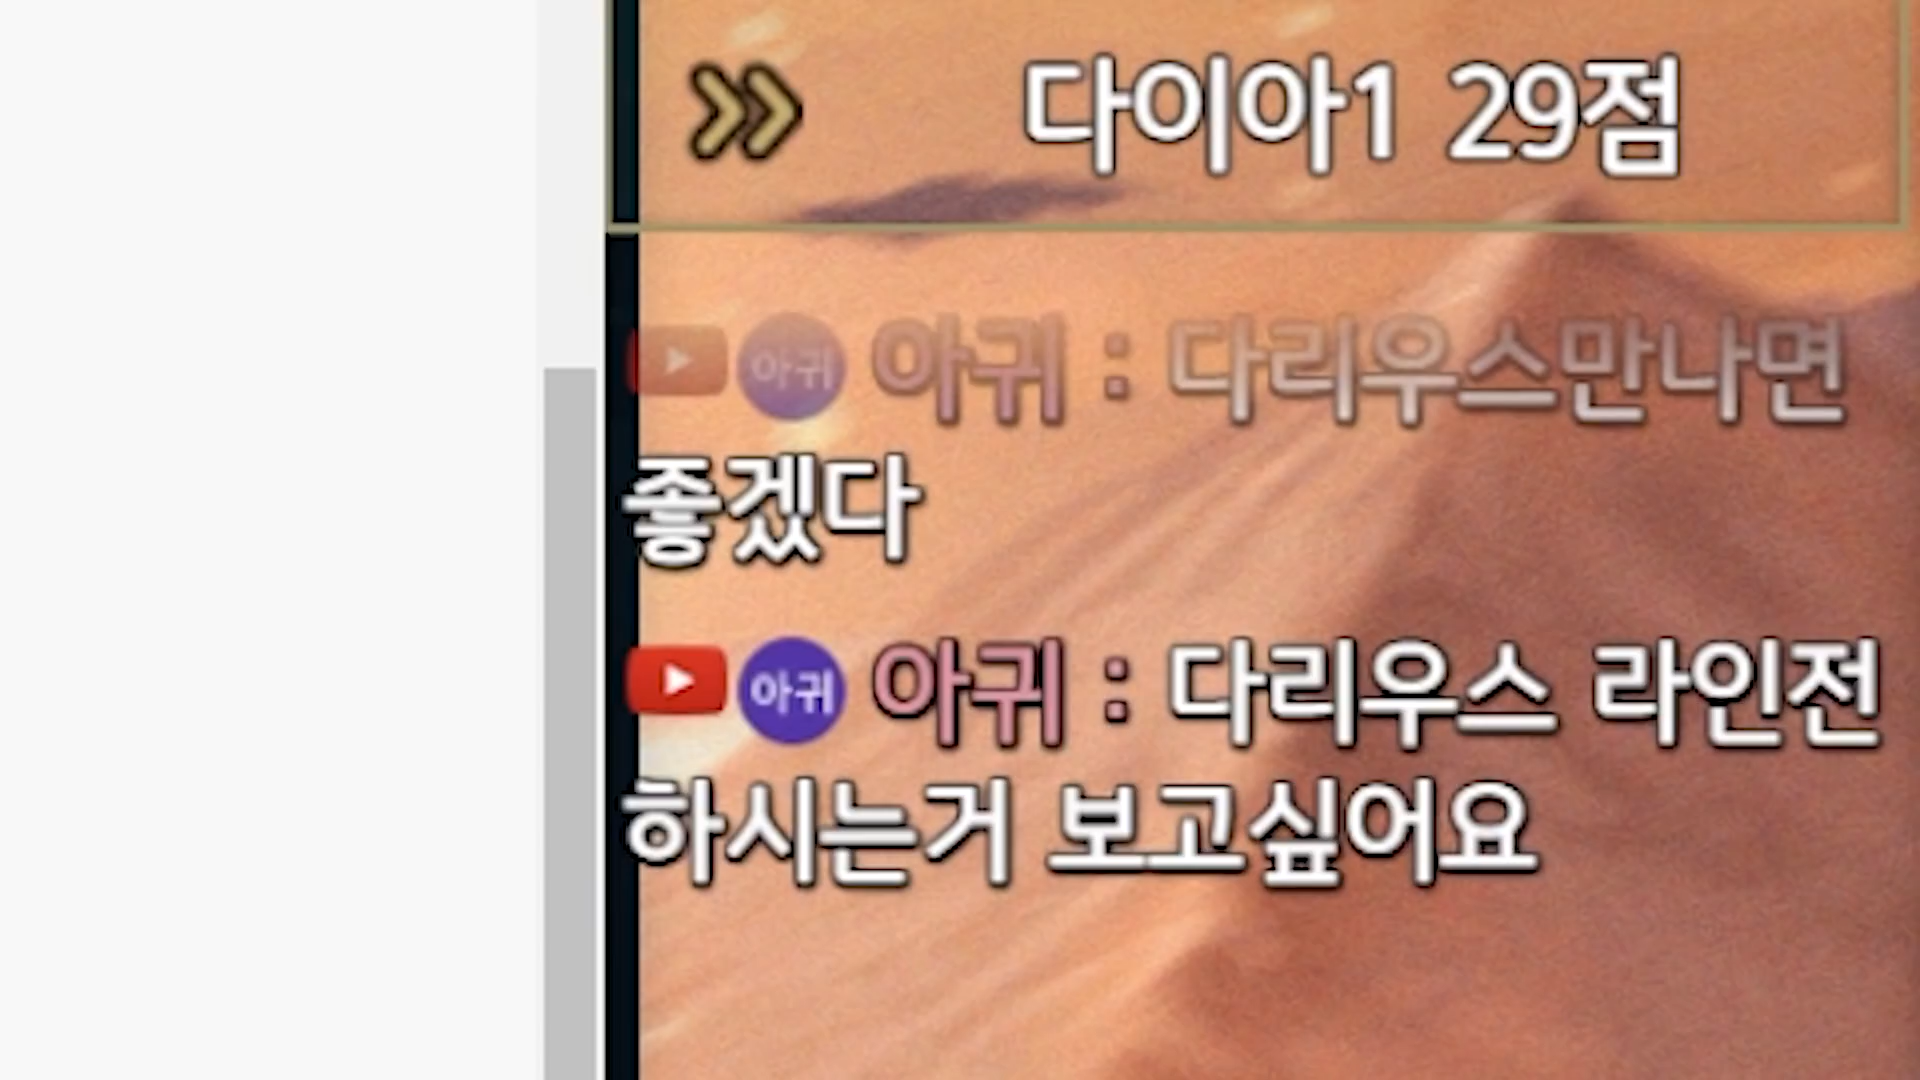 다이아1 29점
아귀 아귀 : 다리우스만나면
좋겠다
아귀 아귀 : 다리우스 라인전
하시는거 보고싶어요